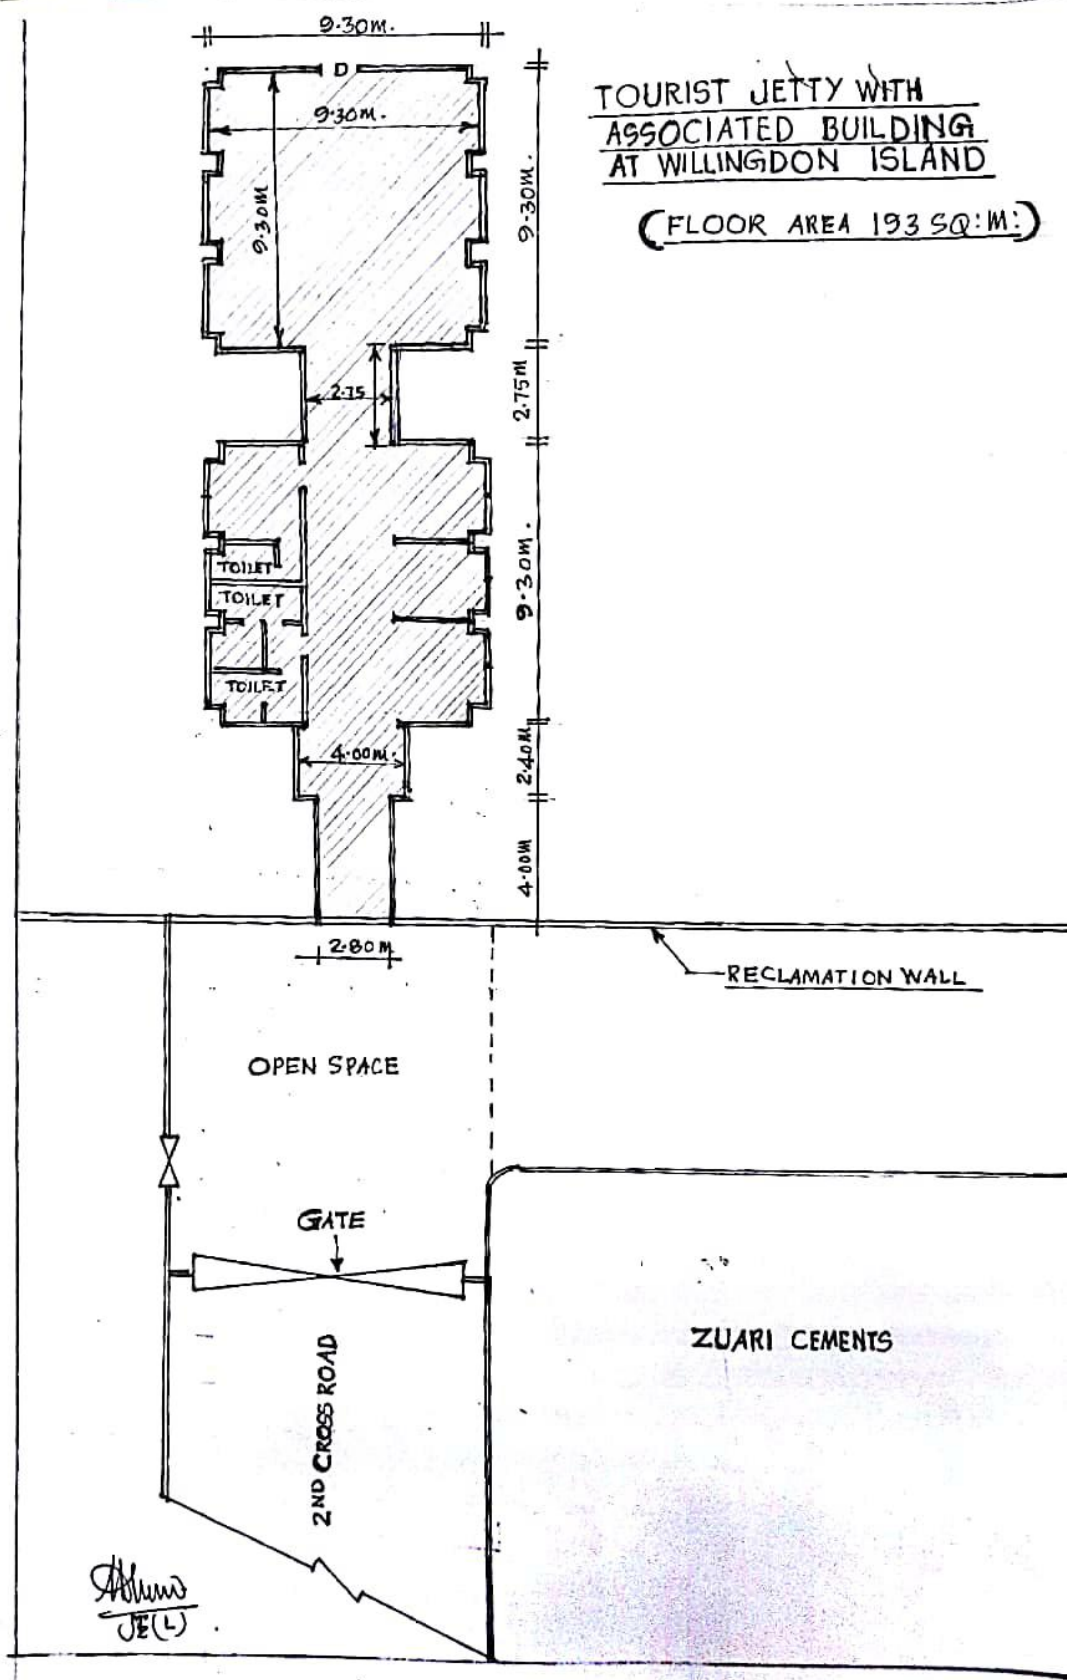 9.30M.
TOURIST JETTY WITH
ASSOCIATED BUILDING
AT WILLINGDON ISLAND
(FLOOR AREA 193 SQ:M:)
D
9.30M.
9.30M
9.30M.
2.75
2.75M
9.30M.
TOILET
TOILET
TOILET
4.00M.
2.40M
4.00M
2.80M
RECLAMATION WALL
OPEN SPACE
GATE
2ND CROSS ROAD
ZUARI CEMENTS
JE(L)